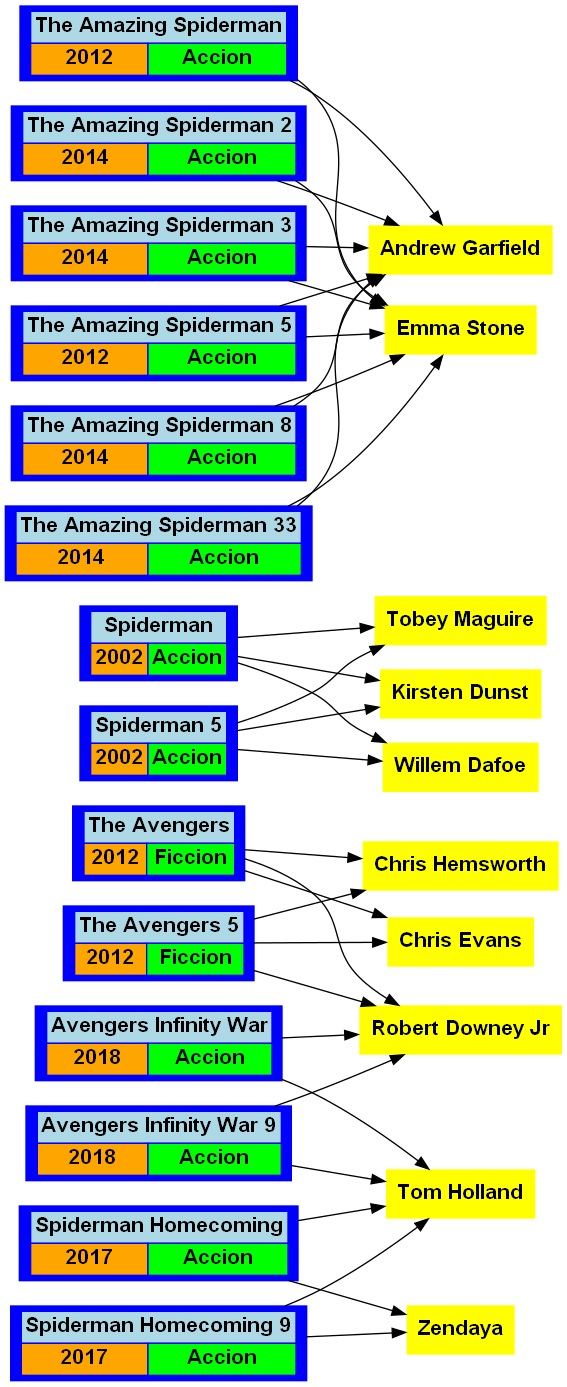 The Amazing Spiderman
2012 Accion
The Amazing Spiderman 2
2014 Accion
The Amazing Spiderman 3
2014 Accion
Andrew Garfield
The Amazing Spiderman 5
2012 Accion
Emma Stone
The Amazing Spiderman 8
2014 Accion
The Amazing Spiderman 33
2014 Accion
Spiderman
2002 Accion
Tobey Maguire
Kirsten Dunst
Spiderman 5
2002 Accion
Willem Dafoe
The Avengers
2012 Ficcion
Chris Hemsworth
The Avengers 5
2012 Ficcion
Chris Evans
Avengers Infinity War
2018 Accion
Robert Downey Jr
Avengers Infinity War 9
2018 Accion
Tom Holland
Spiderman Homecoming
2017 Accion
Spiderman Homecoming 9
2017 Accion
Zendaya